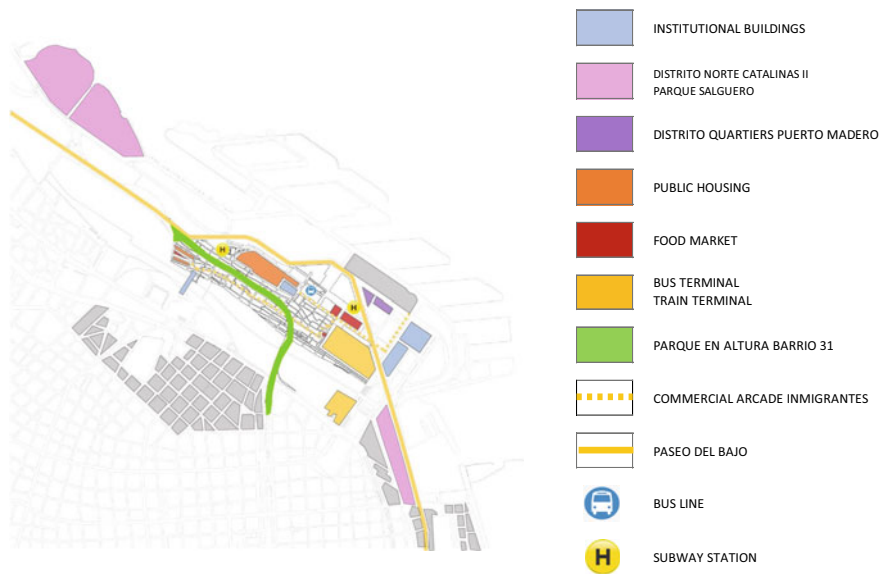 INSTITUTIONAL BUILDINGS
DISTRITO NORTE CATALINAS II
PARQUE SALGUERO
DISTRITO QUARTIERS PUERTO MADERO
PUBLIC HOUSING
FOOD MARKET
BUS TERMINAL
TRAIN TERMINAL
PARQUE EN ALTURA BARRIO 31
COMMERCIAL ARCADE INMIGRANTES
PASEO DEL BAJO
BUS LINE
H SUBWAY STATION
H
H